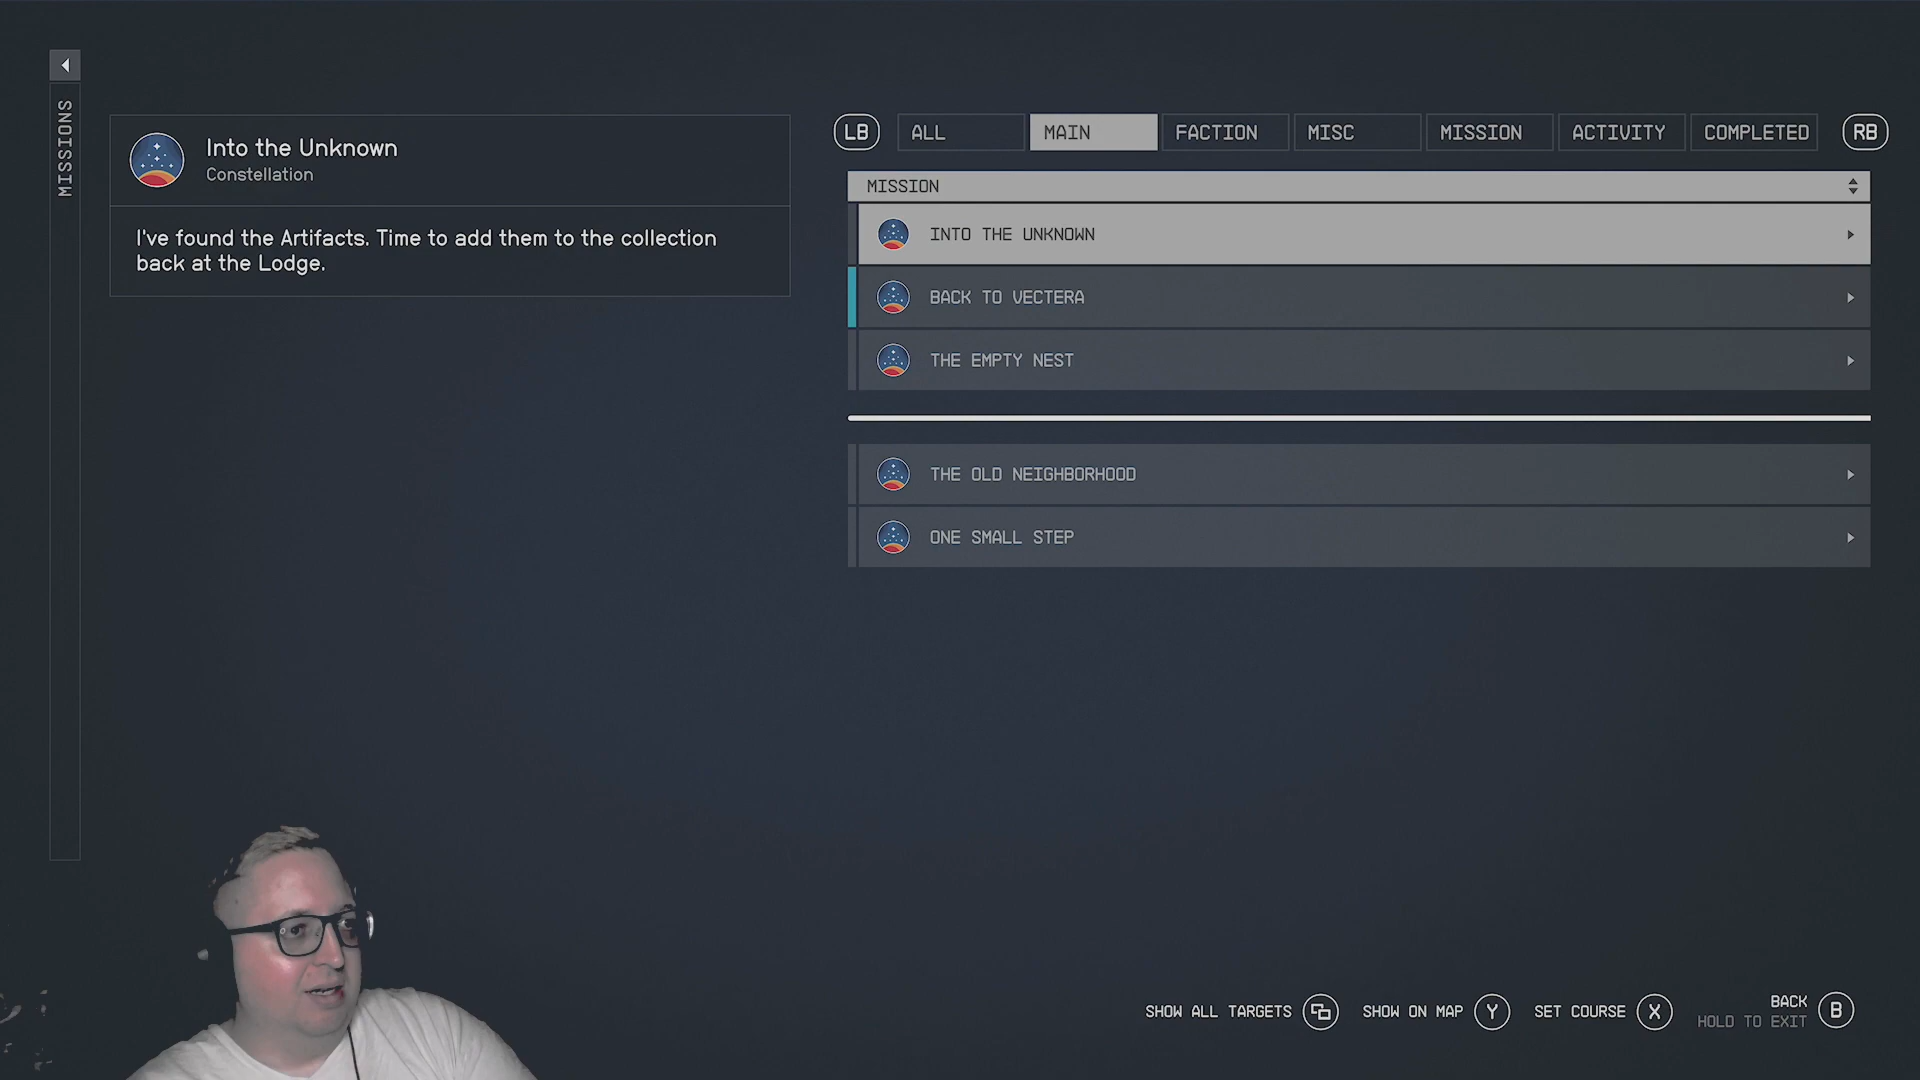 MISSIONS
Into the Unknown
Constellation
I've found the Artifacts. Time to add them to the collection
back at the Lodge.
LB ALL MAIN FACTION MISC MISSION ACTIVITY COMPLETED RB
MISSION
INTO THE UNKNOWN
BACK TO VECTERA
THE EMPTY NEST
THE OLD NEIGHBORHOOD
ONE SMALL STEP
SHOW ALL TARGETS SHOW ON MAP Y SET COURSE X BACK B
HOLD TO EXIT